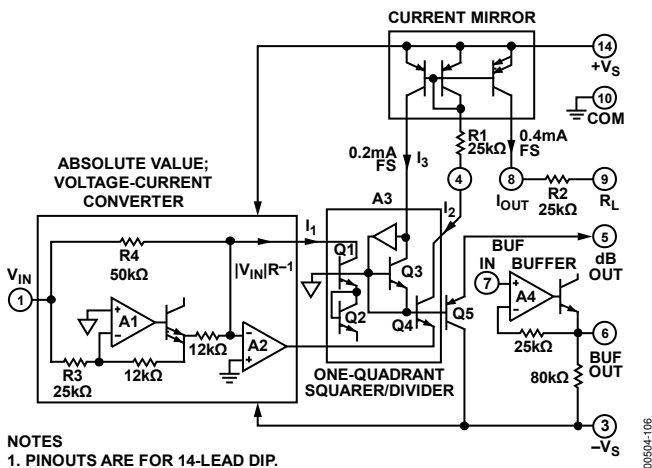 CURRENT MIRROR
14
+VS
10
COM
R1
25kΩ
0.2mA
FS
I3
0.4mA
FS
4
8
IOUT
R2
25kΩ
9
RL
ABSOLUTE VALUE;
VOLTAGE-CURRENT
CONVERTER
A3
I2
I1
5
dB
OUT
BUF
IN
BUFFER
7
R4
50kΩ
|VIN|R–1
Q1
Q3
VIN
1
A4
Q2
Q4
Q5
A1
12kΩ
A2
25kΩ
6
BUF
OUT
R3
25kΩ
12kΩ
ONE-QUADRANT
SQUARER/DIVIDER
80kΩ
3
–VS
NOTES
1. PINOUTS ARE FOR 14-LEAD DIP.
00504-106